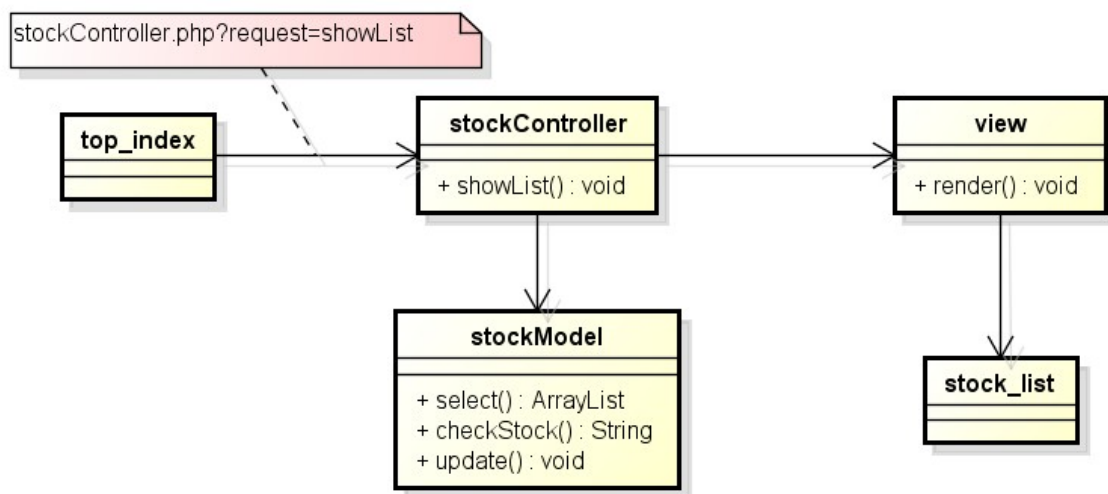 stockController.php?request=showList
top_index
stockController
+ showList() : void
view
+ render() : void
stockModel
+ select() : ArrayList
+ checkStock() : String
+ update() : void
stock_list